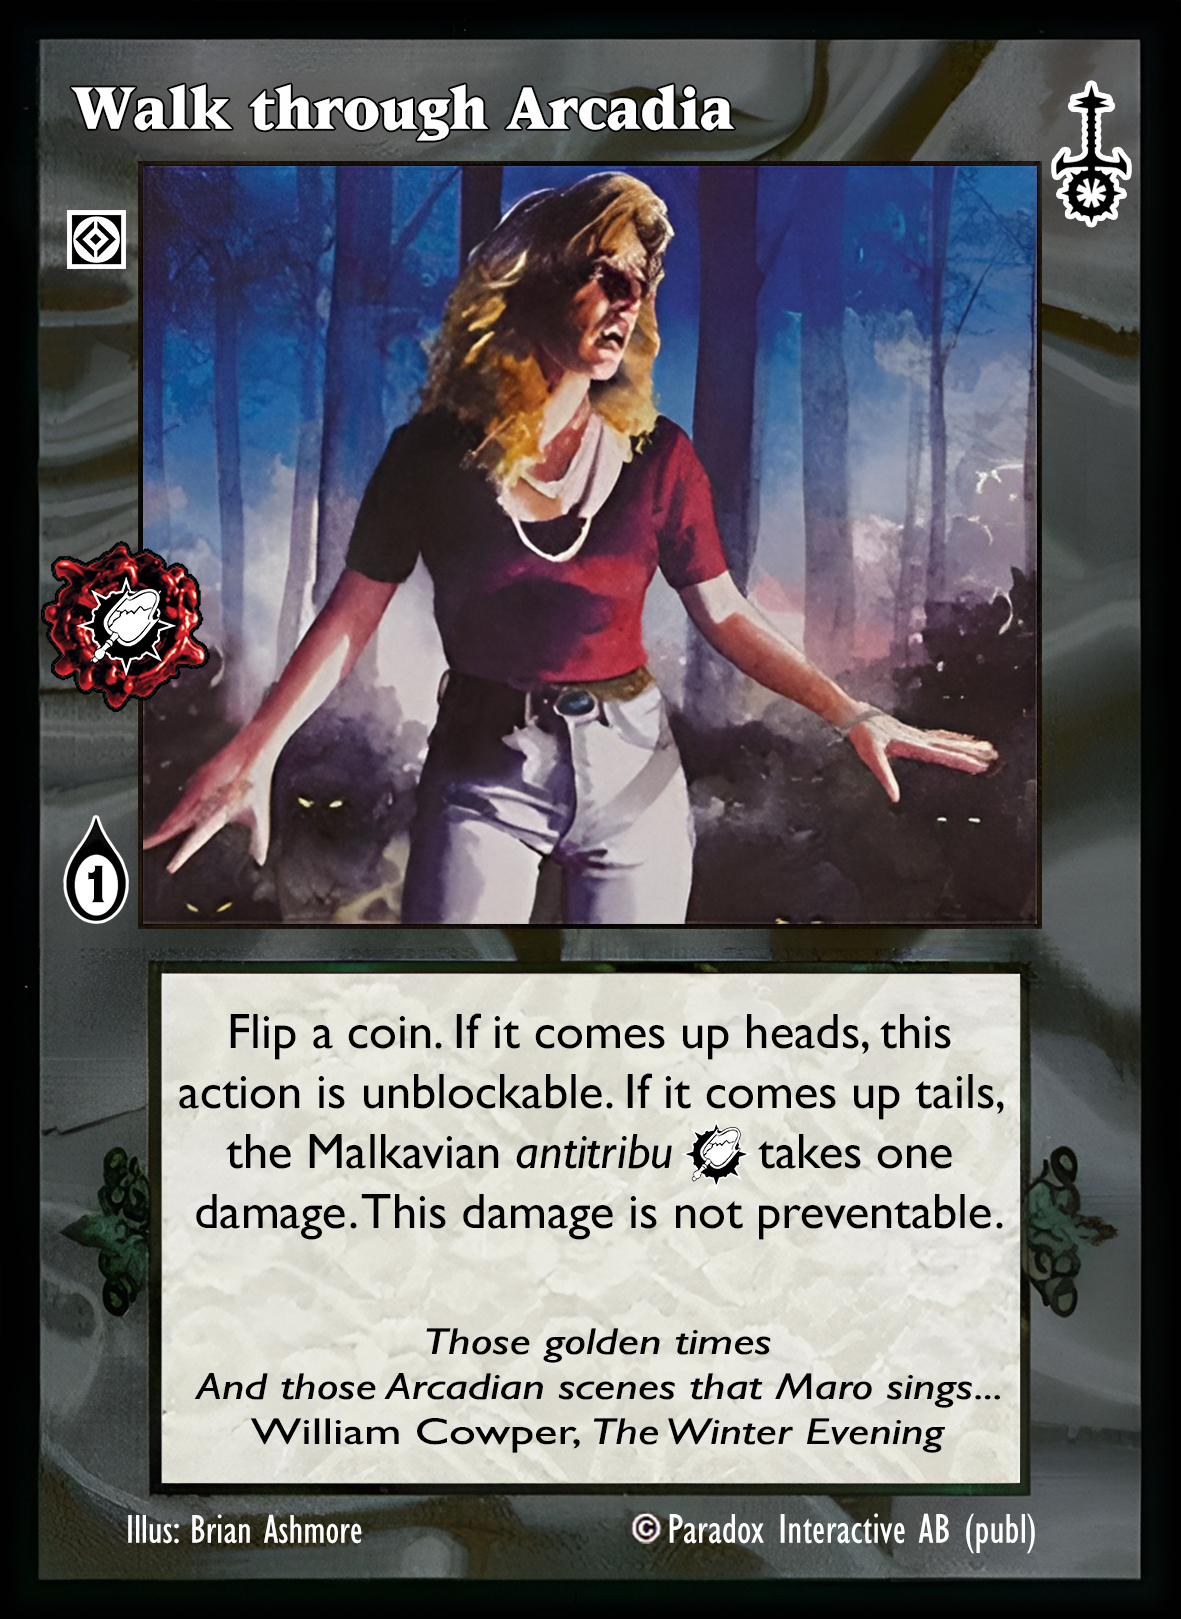 Walk through Arcadia
1
Flip a coin. If it comes up heads, this
action is unblockable. If it comes up tails,
the Malkavian antitribu takes one
damage. This damage is not preventable.
Those golden times
And those Arcadian scenes that Maro sings...
William Cowper, The Winter Evening
Illus: Brian Ashmore
© Paradox Interactive AB (publ)